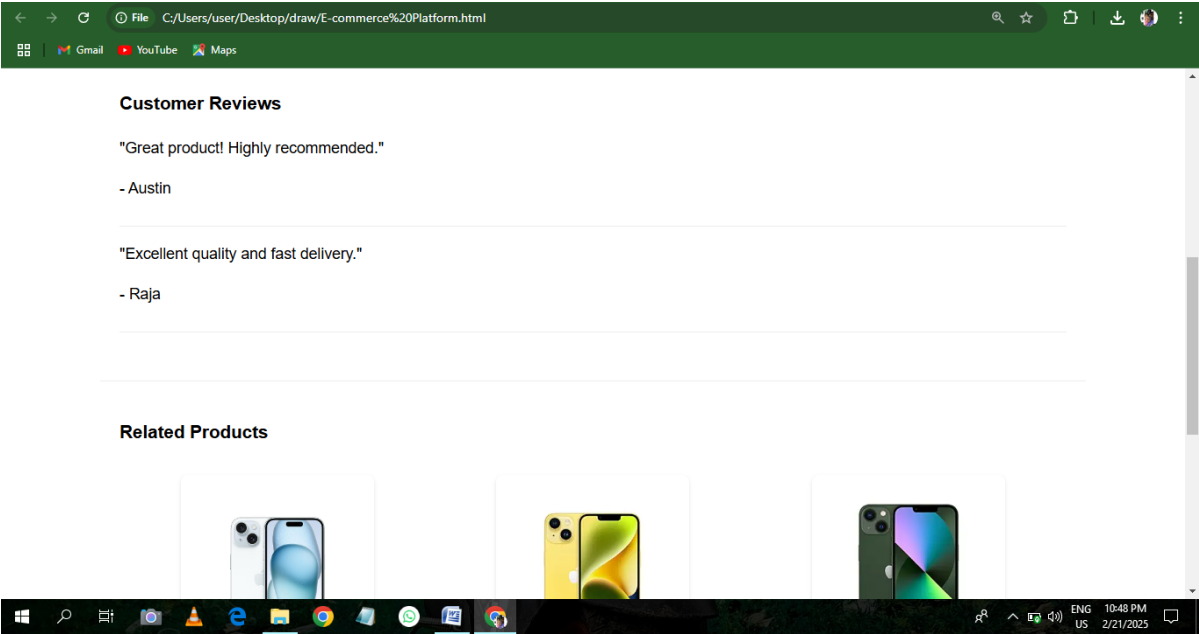 File C:/Users/user/Desktop/draw/E-commerce%20Platform.html
Gmail YouTube Maps
Customer Reviews
"Great product! Highly recommended."
- Austin
"Excellent quality and fast delivery."
- Raja
Related Products
ENG 10:48 PM
US 2/21/2025